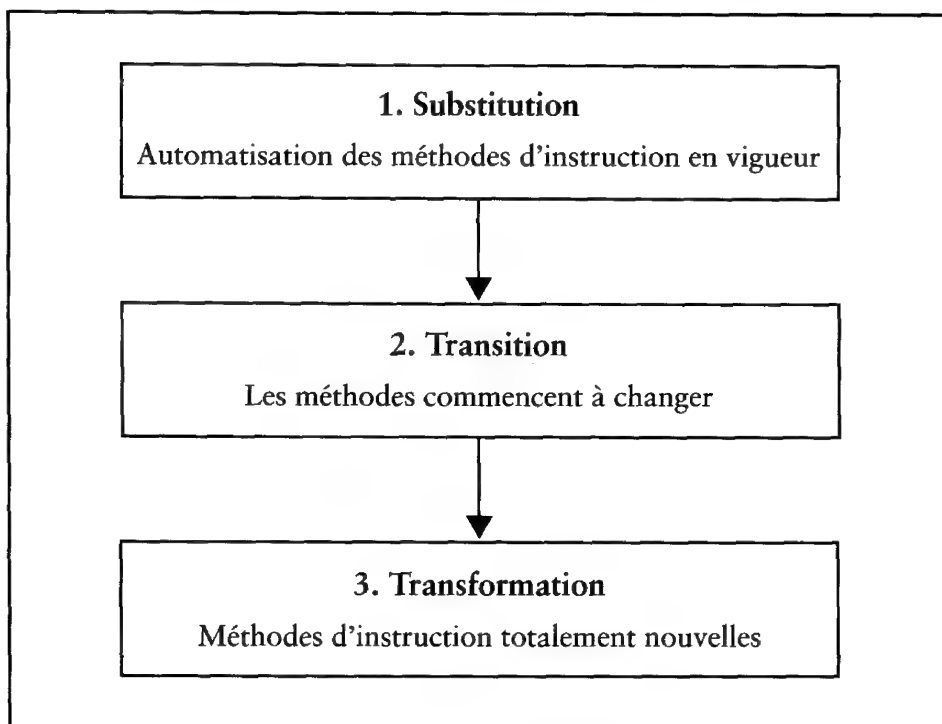 1. Substitution
Automatisation des méthodes d'instruction en vigueur
2. Transition
Les méthodes commencent à changer
3. Transformation
Méthodes d'instruction totalement nouvelles